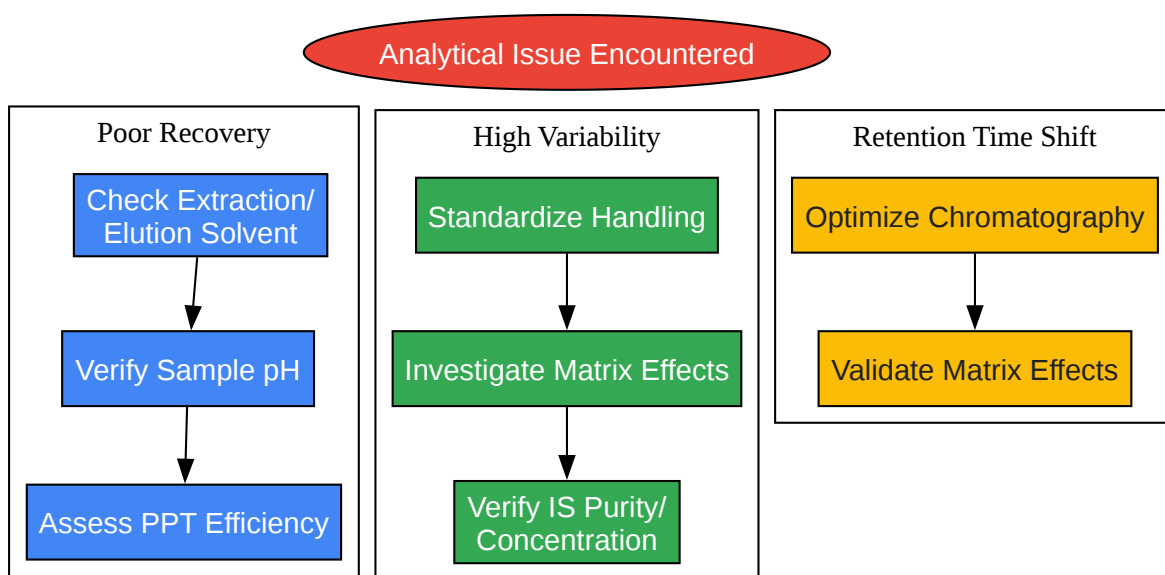 Analytical Issue Encountered
Poor Recovery
Check Extraction/
Elution Solvent
Verify Sample pH
Assess PPT Efficiency
High Variability
Standardize Handling
Investigate Matrix Effects
Verify IS Purity/
Concentration
Retention Time Shift
Optimize Chromatography
Validate Matrix Effects